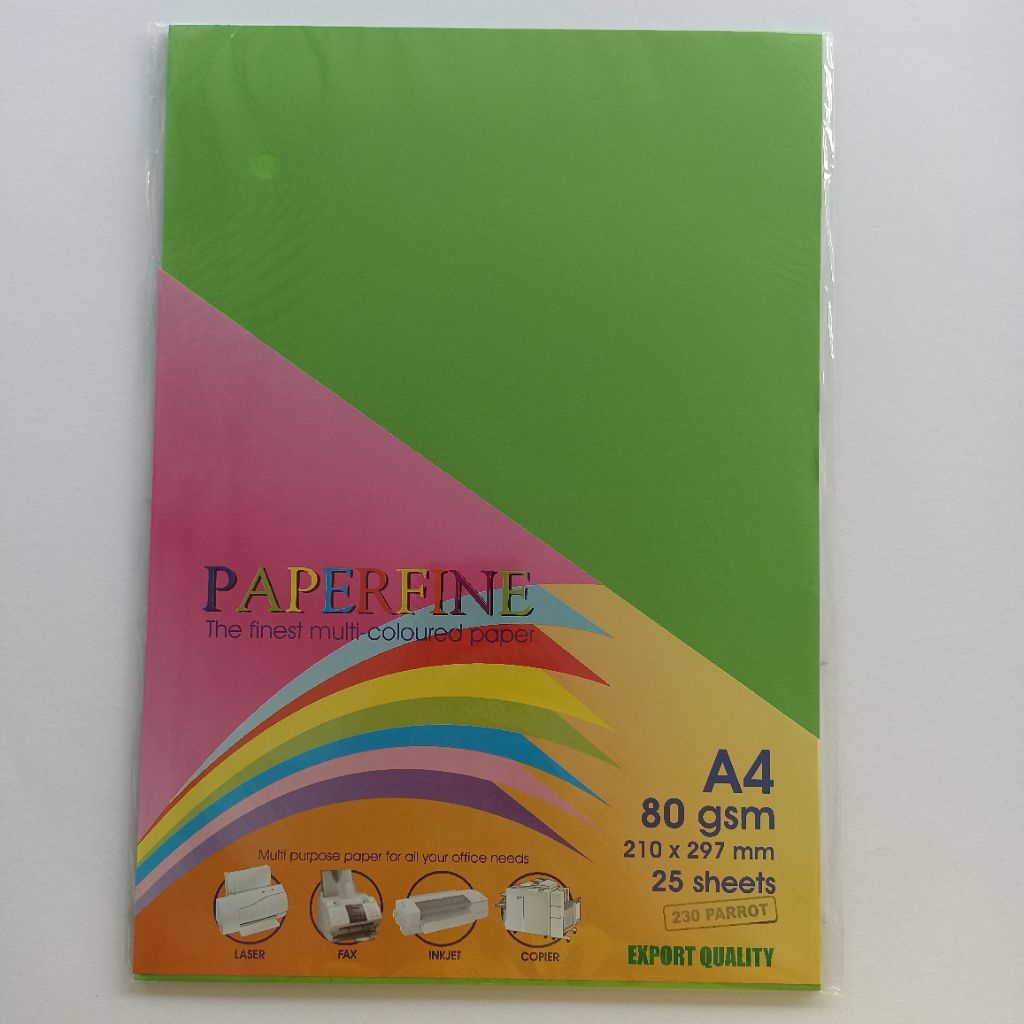 PAPERFINE
The finest multi-coloured paper
A4
80 gsm
210 x 297 mm
25 sheets
230 PARROT
EXPORT QUALITY
Multi purpose paper for all your office needs
LASER
FAX
INKJET
COPIER